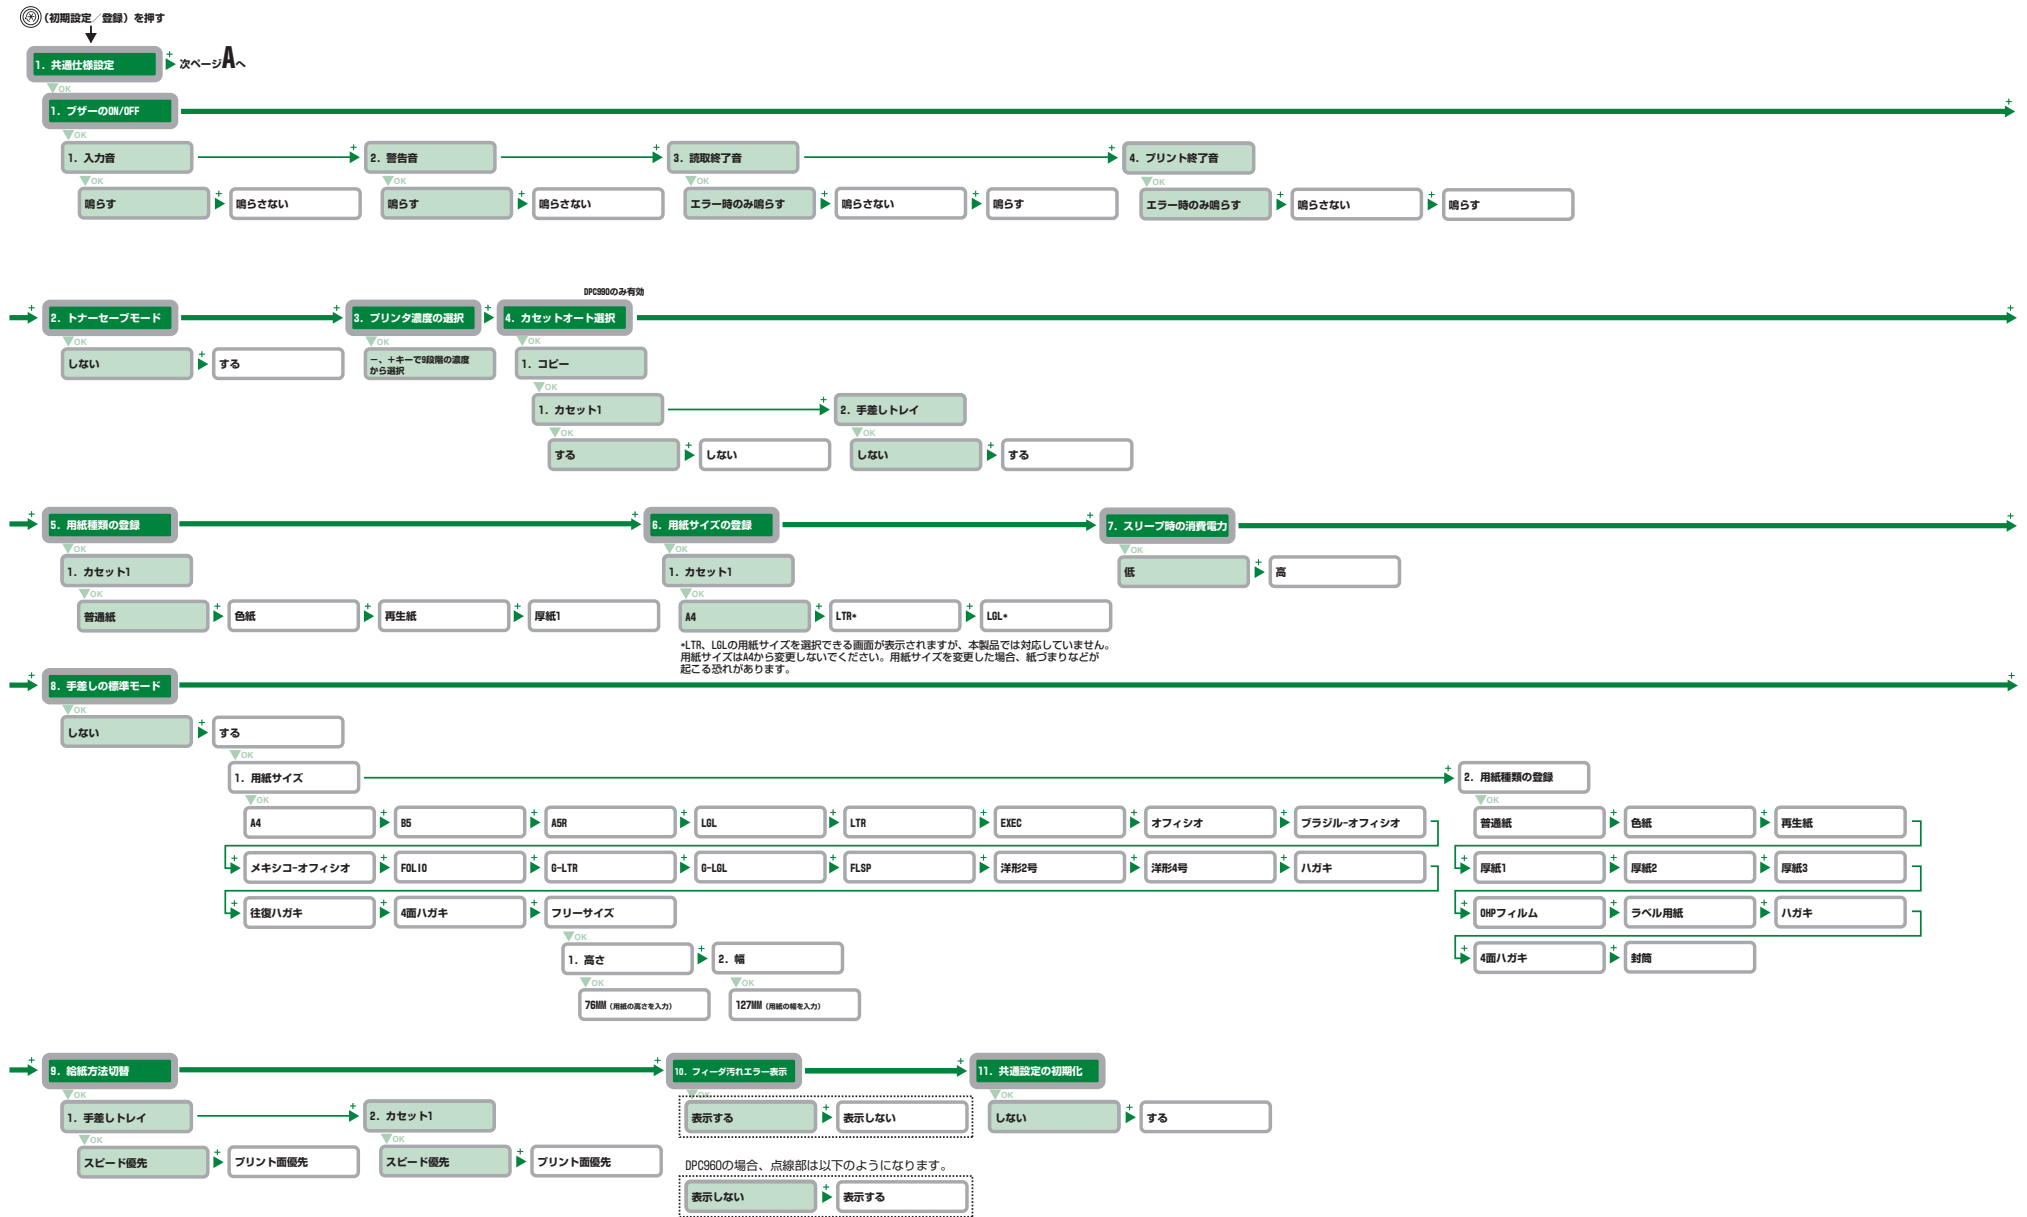 (初期設定／登録) を押す
1. 共通仕様設定
+
次ページAへ
OK
1. ブザーのON/OFF
+
OK
1. 入力音
+
2. 警告音
+
3. 読取終了音
+
4. プリント終了音
OK
OK
OK
OK
鳴らす
+
鳴らさない
鳴らす
+
鳴らさない
エラー時のみ鳴らす
+
鳴らさない
+
鳴らす
エラー時のみ鳴らす
+
鳴らさない
+
鳴らす
DPC990のみ有効
+
2. トナーセーブモード
+
3. プリンタ濃度の選択
+
4. カセットオート選択
+
OK
OK
OK
しない
+
する
－、＋キーで9段階の濃度
から選択
1. コピー
OK
1. カセット1
+
2. 手差しトレイ
OK
OK
する
+
しない
しない
+
する
+
5. 用紙種類の登録
+
6. 用紙サイズの登録
+
7. スリープ時の消費電力
+
OK
OK
OK
1. カセット1
1. カセット1
低
+
高
OK
OK
普通紙
+
色紙
+
再生紙
+
厚紙1
A4
+
LTR*
+
LGL*
*LTR、LGLの用紙サイズを選択できる画面が表示されますが、本製品では対応していません。
用紙サイズはA4から変更しないでください。用紙サイズを変更した場合、紙づまりなどが
起こる恐れがあります。
+
8. 手差しの標準モード
+
OK
しない
+
する
OK
1. 用紙サイズ
+
2. 用紙種類の登録
OK
OK
A4
+
B5
+
A5R
+
LGL
+
LTR
+
EXEC
+
オフィシオ
+
ブラジル-オフィシオ
普通紙
+
色紙
+
再生紙
+
メキシコ-オフィシオ
+
FOLIO
+
G-LTR
+
G-LGL
+
FLSP
+
洋形2号
+
洋形4号
+
ハガキ
+
厚紙1
+
厚紙2
+
厚紙3
+
往復ハガキ
+
4面ハガキ
+
フリーサイズ
+
OHPフィルム
+
ラベル用紙
+
ハガキ
OK
1. 高さ
+
2. 幅
+
4面ハガキ
+
封筒
OK
OK
76MM (用紙の高さを入力)
127MM (用紙の幅を入力)
+
9. 給紙方法切替
+
10. フィーダ汚れエラー表示
+
11. 共通設定の初期化
OK
OK
OK
1. 手差しトレイ
+
2. カセット1
表示する
+
表示しない
しない
+
する
OK
OK
スピード優先
+
プリント面優先
スピード優先
+
プリント面優先
DPC960の場合、点線部は以下のようになります。
表示しない
+
表示する